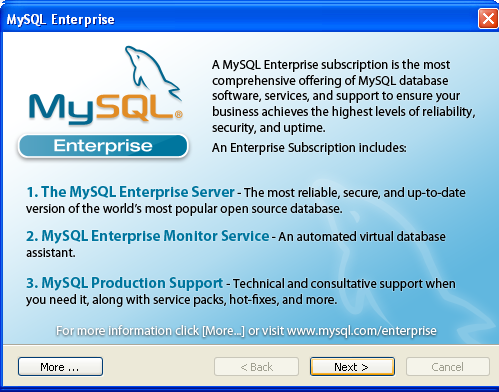 MySQL Enterprise
MySQL®
Enterprise
A MySQL Enterprise subscription is the most
comprehensive offering of MySQL database
software, services, and support to ensure your
business achieves the highest levels of reliability,
security, and uptime.
An Enterprise Subscription includes:
1. The MySQL Enterprise Server - The most reliable, secure, and up-to-date
version of the world's most popular open source database.
2. MySQL Enterprise Monitor Service - An automated virtual database
assistant.
3. MySQL Production Support - Technical and consultative support when
you need it, along with service packs, hot-fixes, and more.
For more information click [More...] or visit www.mysql.com/enterprise
More ...
< Back
Next >
Cancel